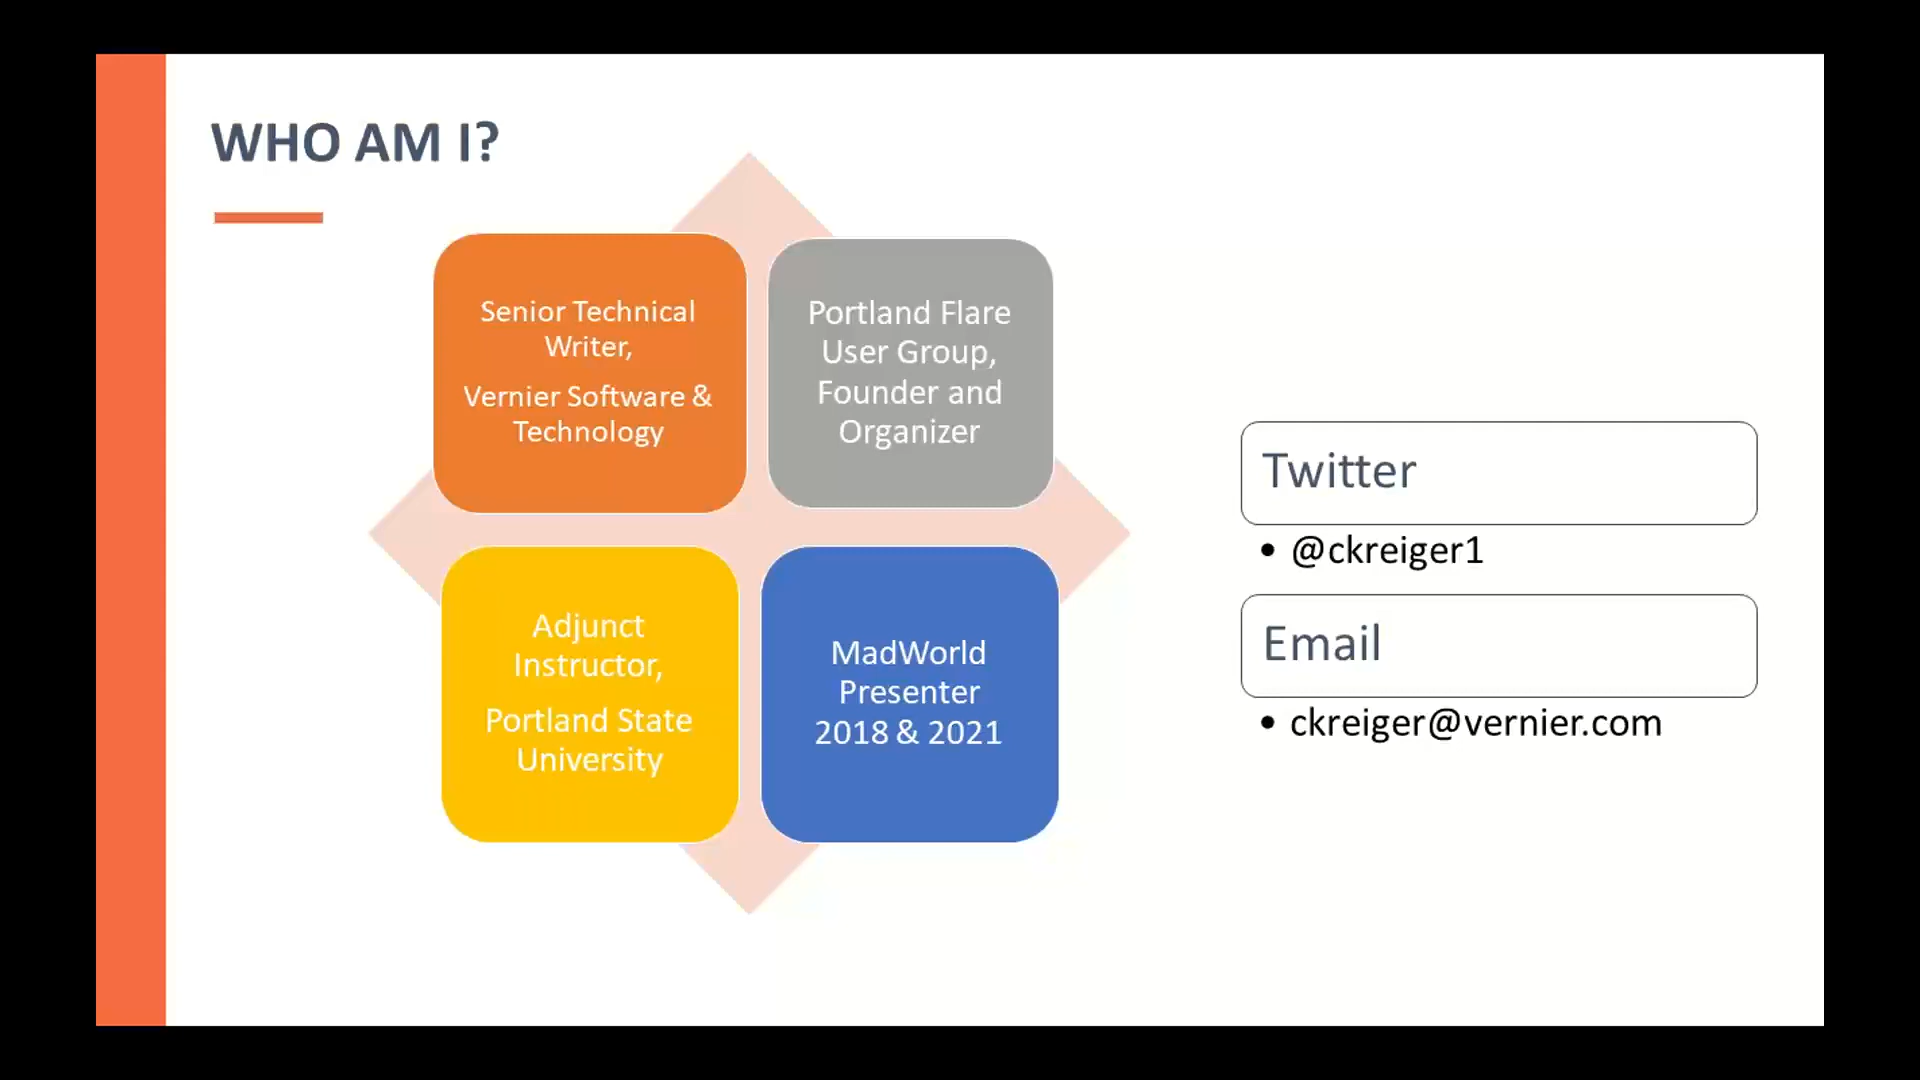 WHO AM I?
Senior Technical
Writer,
Vernier Software &
Technology
Portland Flare
User Group,
Founder and
Organizer
Adjunct
Instructor,
Portland State
University
MadWorld
Presenter
2018 & 2021
Twitter
• @ckreiger1
Email
• ckreiger@vernier.com